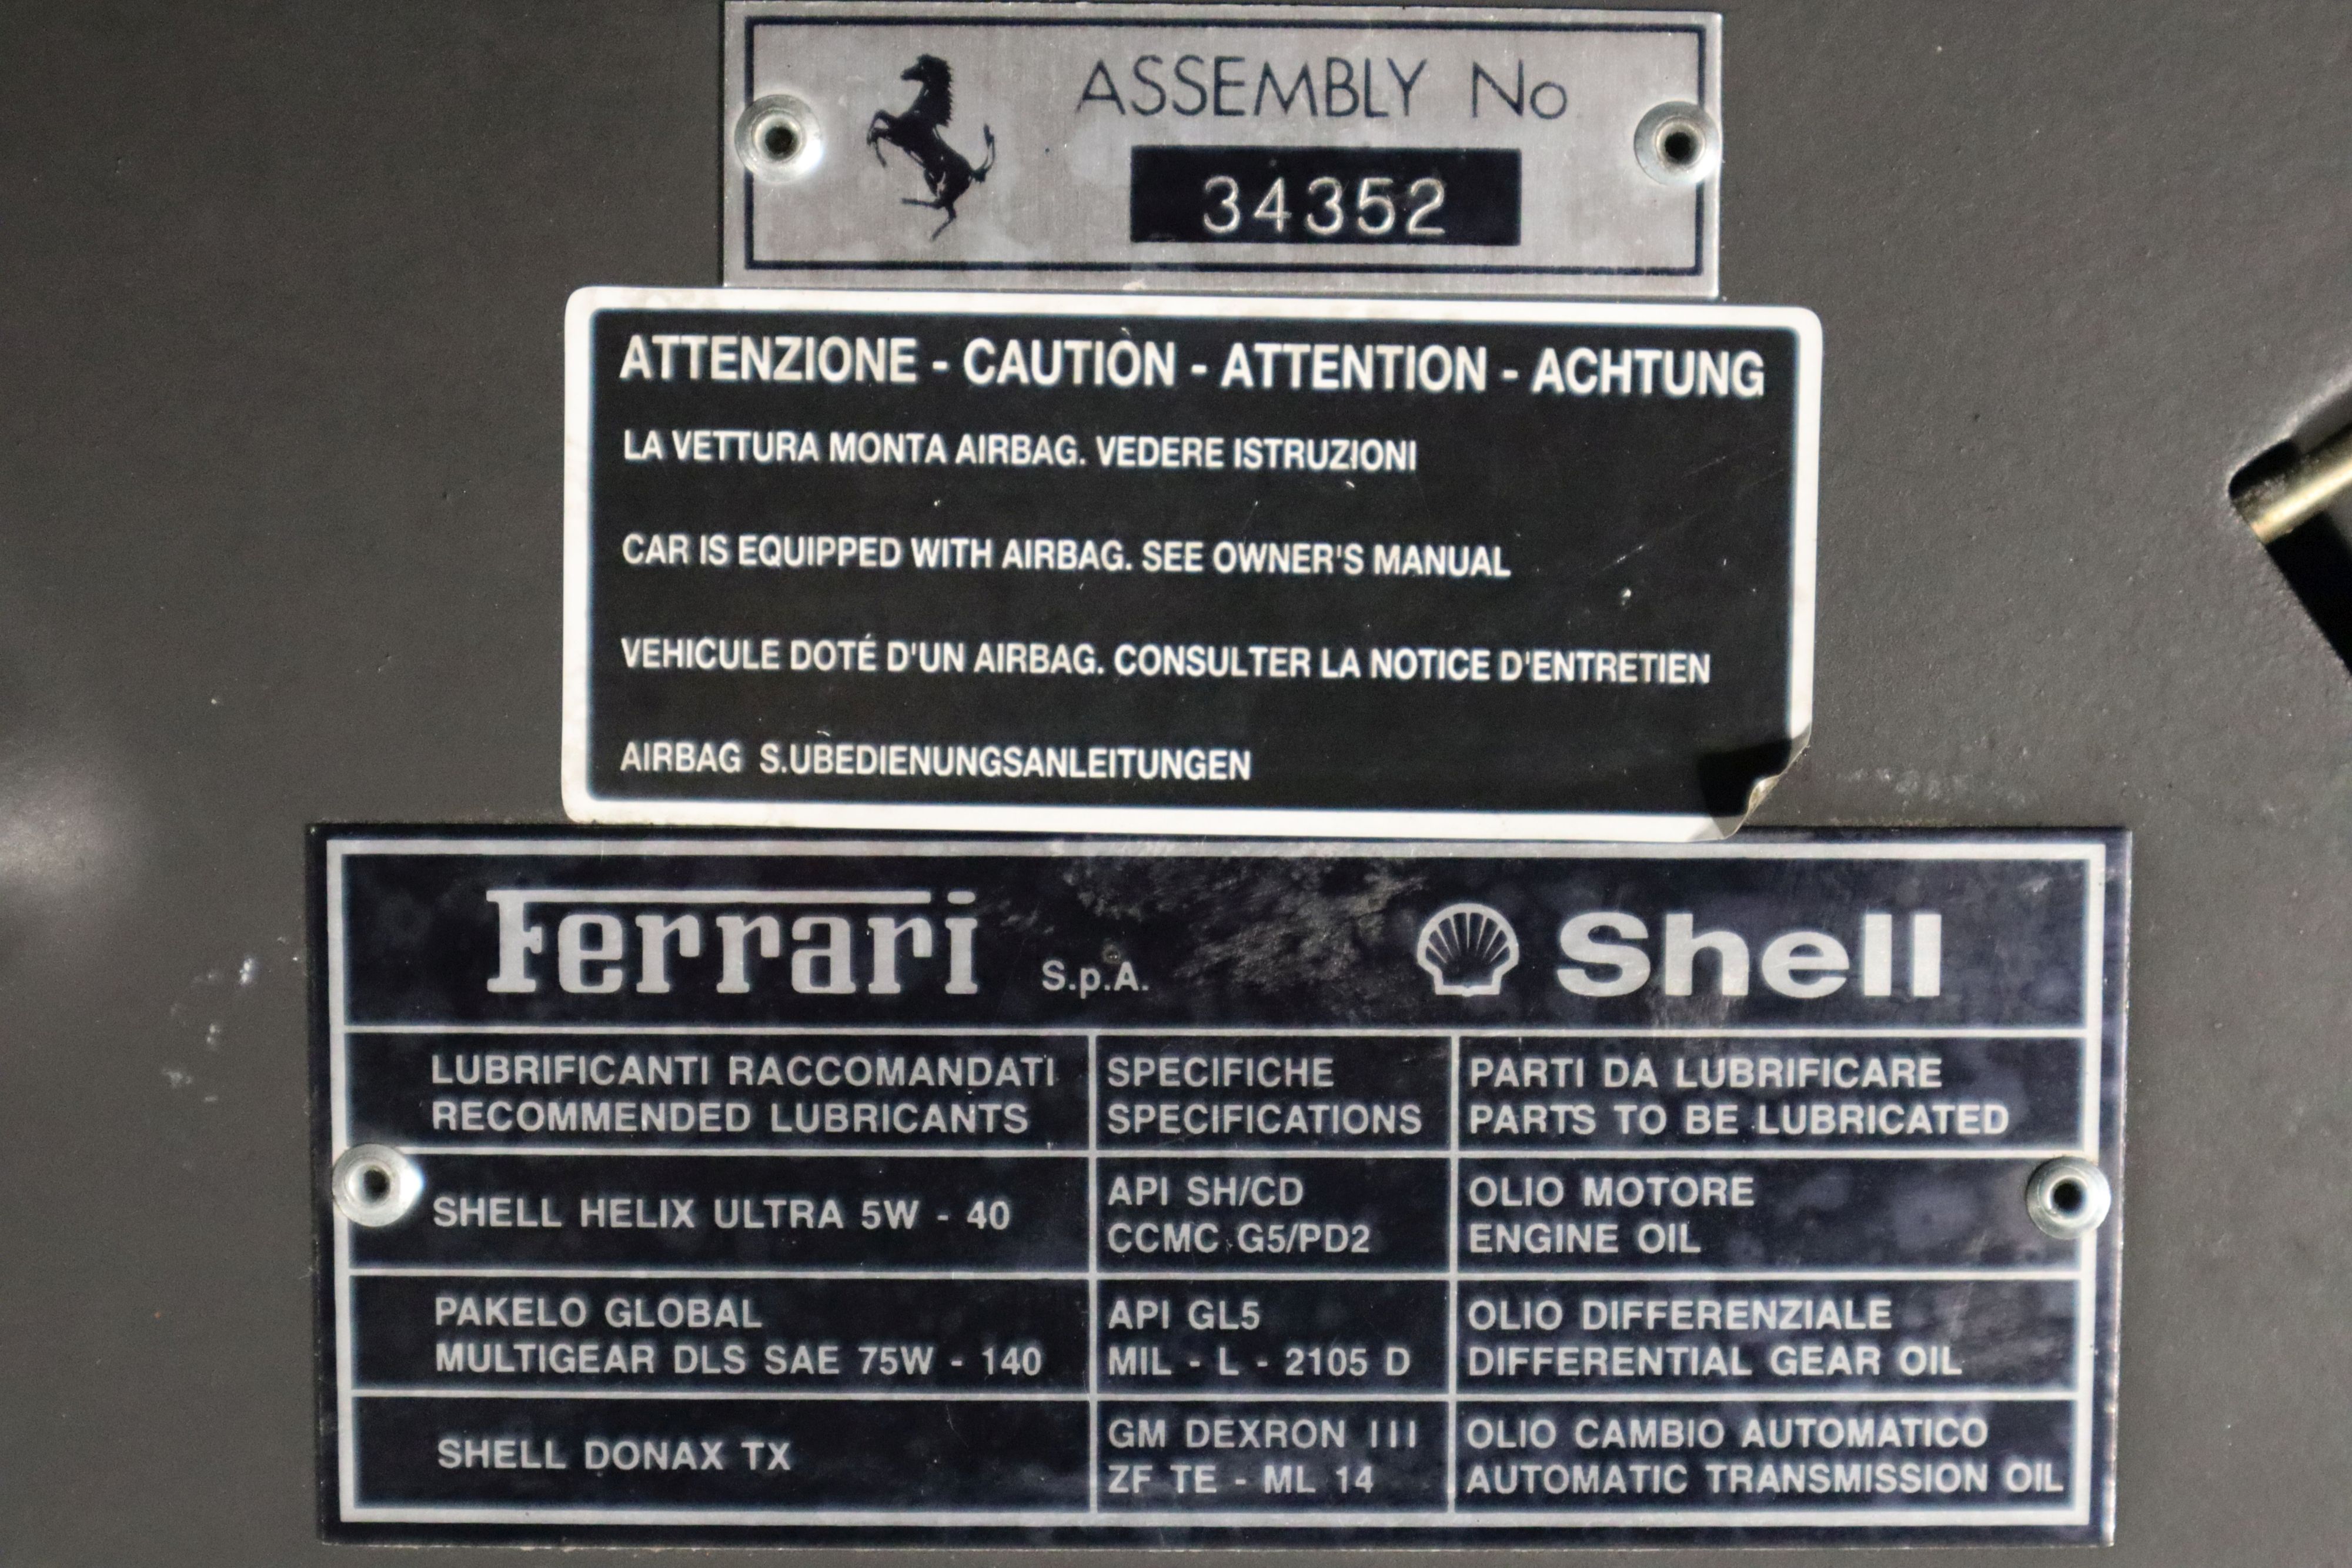 ASSEMBLY No
34352
ATTENZIONE - CAUTION - ATTENTION - ACHTUNG
LA VETTURA MONTA AIRBAG. VEDERE ISTRUZIONI
CAR IS EQUIPPED WITH AIRBAG. SEE OWNER'S MANUAL
VEHICULE DOTÉ D'UN AIRBAG. CONSULTER LA NOTICE D'ENTRETIEN
AIRBAG S.UBEDIENUNGSANLEITUNGEN
Ferrari S.p.A. Shell
LUBRIFICANTI RACCOMANDATI
RECOMMENDED LUBRICANTS
SPECIFICHE
SPECIFICATIONS
PARTI DA LUBRIFICARE
PARTS TO BE LUBRICATED
SHELL HELIX ULTRA 5W - 40
API SH/CD
CCMC G5/PD2
OLIO MOTORE
ENGINE OIL
PAKELO GLOBAL
MULTIGEAR DLS SAE 75W - 140
API GL5
MIL - L - 2105 D
OLIO DIFFERENZIALE
DIFFERENTIAL GEAR OIL
SHELL DONAX TX
GM DEXRON III
ZF TE - ML 14
OLIO CAMBIO AUTOMATICO
AUTOMATIC TRANSMISSION OIL